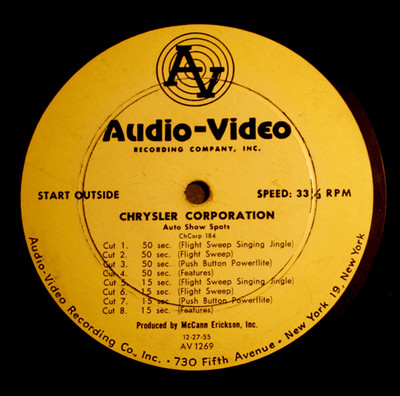 AV
Audio-Video
RECORDING COMPANY, INC.
START OUTSIDE
SPEED: 33 1/3 RPM
CHRYSLER CORPORATION
Auto Show Spots
ChCorp 184
Cut 1. 50 sec. (Flight Sweep Singing Jingle)
Cut 2. 50 sec. (Flight Sweep)
Cut 3. 50 sec. (Push Button Powerflite)
Cut 4. 50 sec. (Features)
Cut 5. 15 sec. (Flight Sweep Singing Jingle)
Cut 6. 15 sec. (Flight Sweep)
Cut 7. 15 sec. (Push Button Powerflite)
Cut 8. 15 sec. (Features)
Produced by McCann Erickson, Inc.
12-27-55
AV 1269
Audio-Video Recording Co., Inc. • 730 Fifth Avenue • New York 19, New York